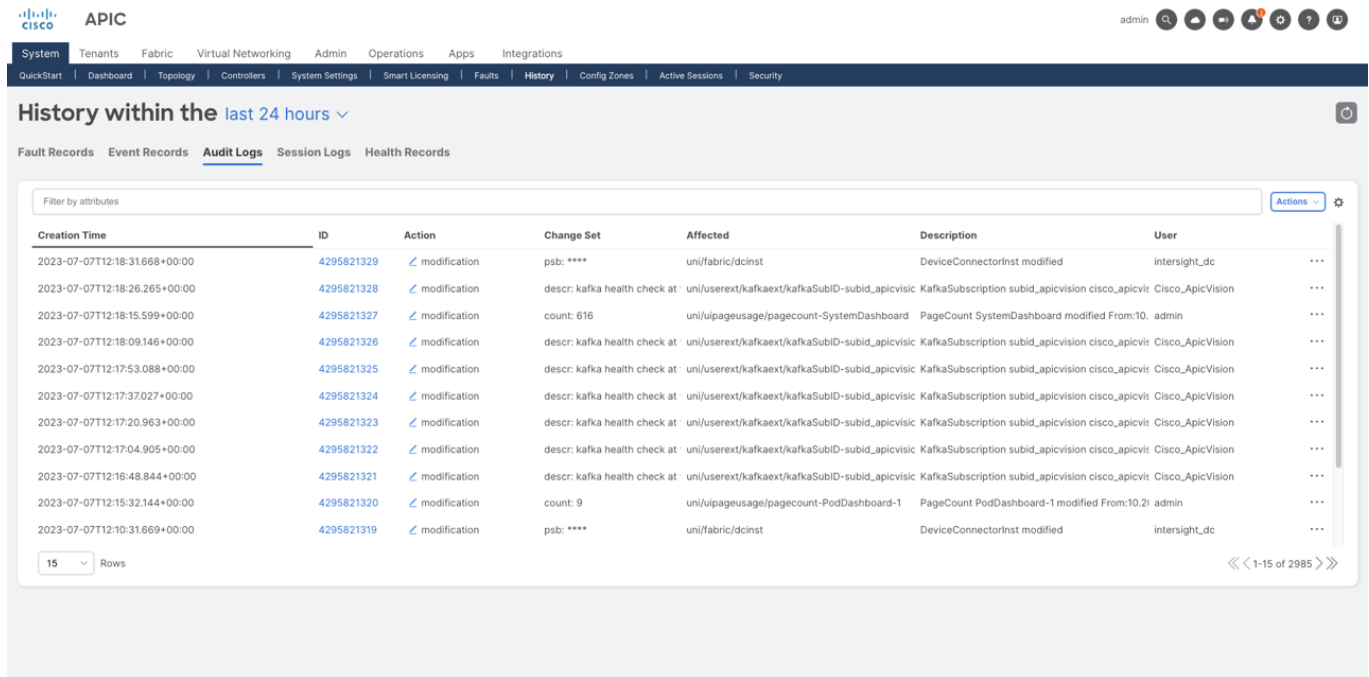 CISCO APIC admin 2
System Tenants Fabric Virtual Networking Admin Operations Apps Integrations
QuickStart | Dashboard | Topology | Controllers | System Settings | Smart Licensing | Faults | History | Config Zones | Active Sessions | Security
History within the last 24 hours
Fault Records Event Records Audit Logs Session Logs Health Records
Filter by attributes Actions
Creation Time ID Action Change Set Affected Description User
2023-07-07T12:18:31.668+00:00 4295821329 modification psb: **** uni/fabric/dcinst DeviceConnectorInst modified intersight_dc ...
2023-07-07T12:18:26.265+00:00 4295821328 modification descr: kafka health check at uni/userext/kafkaext/kafkaSubID-subid_apicvisic KafkaSubscription subid_apicvision cisco_apicvis Cisco_ApicVision ...
2023-07-07T12:18:15.599+00:00 4295821327 modification count: 616 uni/uipageusage/pagecount-SystemDashboard PageCount SystemDashboard modified From:10. admin ...
2023-07-07T12:18:09.146+00:00 4295821326 modification descr: kafka health check at uni/userext/kafkaext/kafkaSubID-subid_apicvisic KafkaSubscription subid_apicvision cisco_apicvis Cisco_ApicVision ...
2023-07-07T12:17:53.088+00:00 4295821325 modification descr: kafka health check at uni/userext/kafkaext/kafkaSubID-subid_apicvisic KafkaSubscription subid_apicvision cisco_apicvis Cisco_ApicVision ...
2023-07-07T12:17:37.027+00:00 4295821324 modification descr: kafka health check at uni/userext/kafkaext/kafkaSubID-subid_apicvisic KafkaSubscription subid_apicvision cisco_apicvis Cisco_ApicVision ...
2023-07-07T12:17:20.963+00:00 4295821323 modification descr: kafka health check at uni/userext/kafkaext/kafkaSubID-subid_apicvisic KafkaSubscription subid_apicvision cisco_apicvis Cisco_ApicVision ...
2023-07-07T12:17:04.905+00:00 4295821322 modification descr: kafka health check at uni/userext/kafkaext/kafkaSubID-subid_apicvisic KafkaSubscription subid_apicvision cisco_apicvis Cisco_ApicVision ...
2023-07-07T12:16:48.844+00:00 4295821321 modification descr: kafka health check at uni/userext/kafkaext/kafkaSubID-subid_apicvisic KafkaSubscription subid_apicvision cisco_apicvis Cisco_ApicVision ...
2023-07-07T12:15:32.144+00:00 4295821320 modification count: 9 uni/uipageusage/pagecount-PodDashboard-1 PageCount PodDashboard-1 modified From:10.2 admin ...
2023-07-07T12:10:31.669+00:00 4295821319 modification psb: **** uni/fabric/dcinst DeviceConnectorInst modified intersight_dc ...
15 Rows 1-15 of 2985